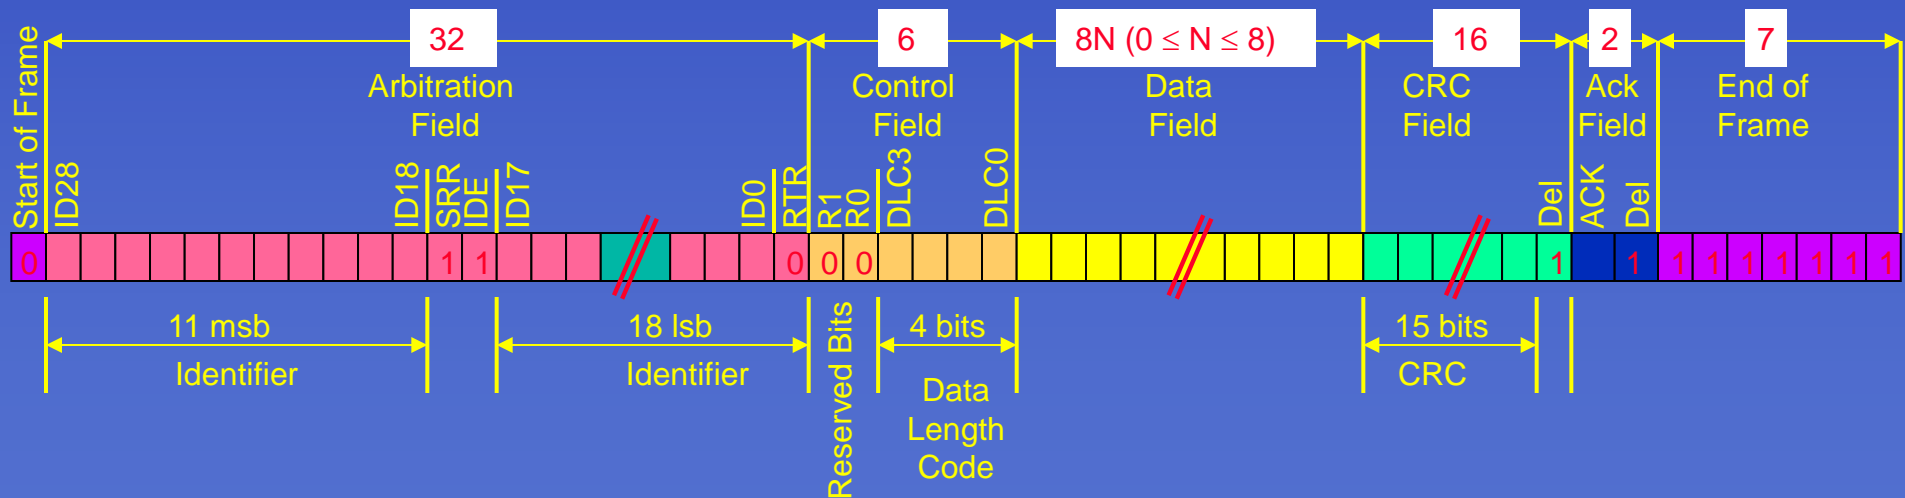 32
6
8N (0 ≤ N ≤ 8)
16
2
7
Start of Frame
Arbitration
Field
Control
Field
Data
Field
CRC
Field
Ack
Field
End of
Frame
ID28
ID18
SRR
IDE
ID17
ID0
RTR
R1
R0
DLC3
DLC0
Del
ACK
Del
0
1
1
0
0
0
1
1
1
1
1
1
1
1
1
11 msb
Identifier
18 lsb
Identifier
Reserved Bits
4 bits
Data
Length
Code
15 bits
CRC